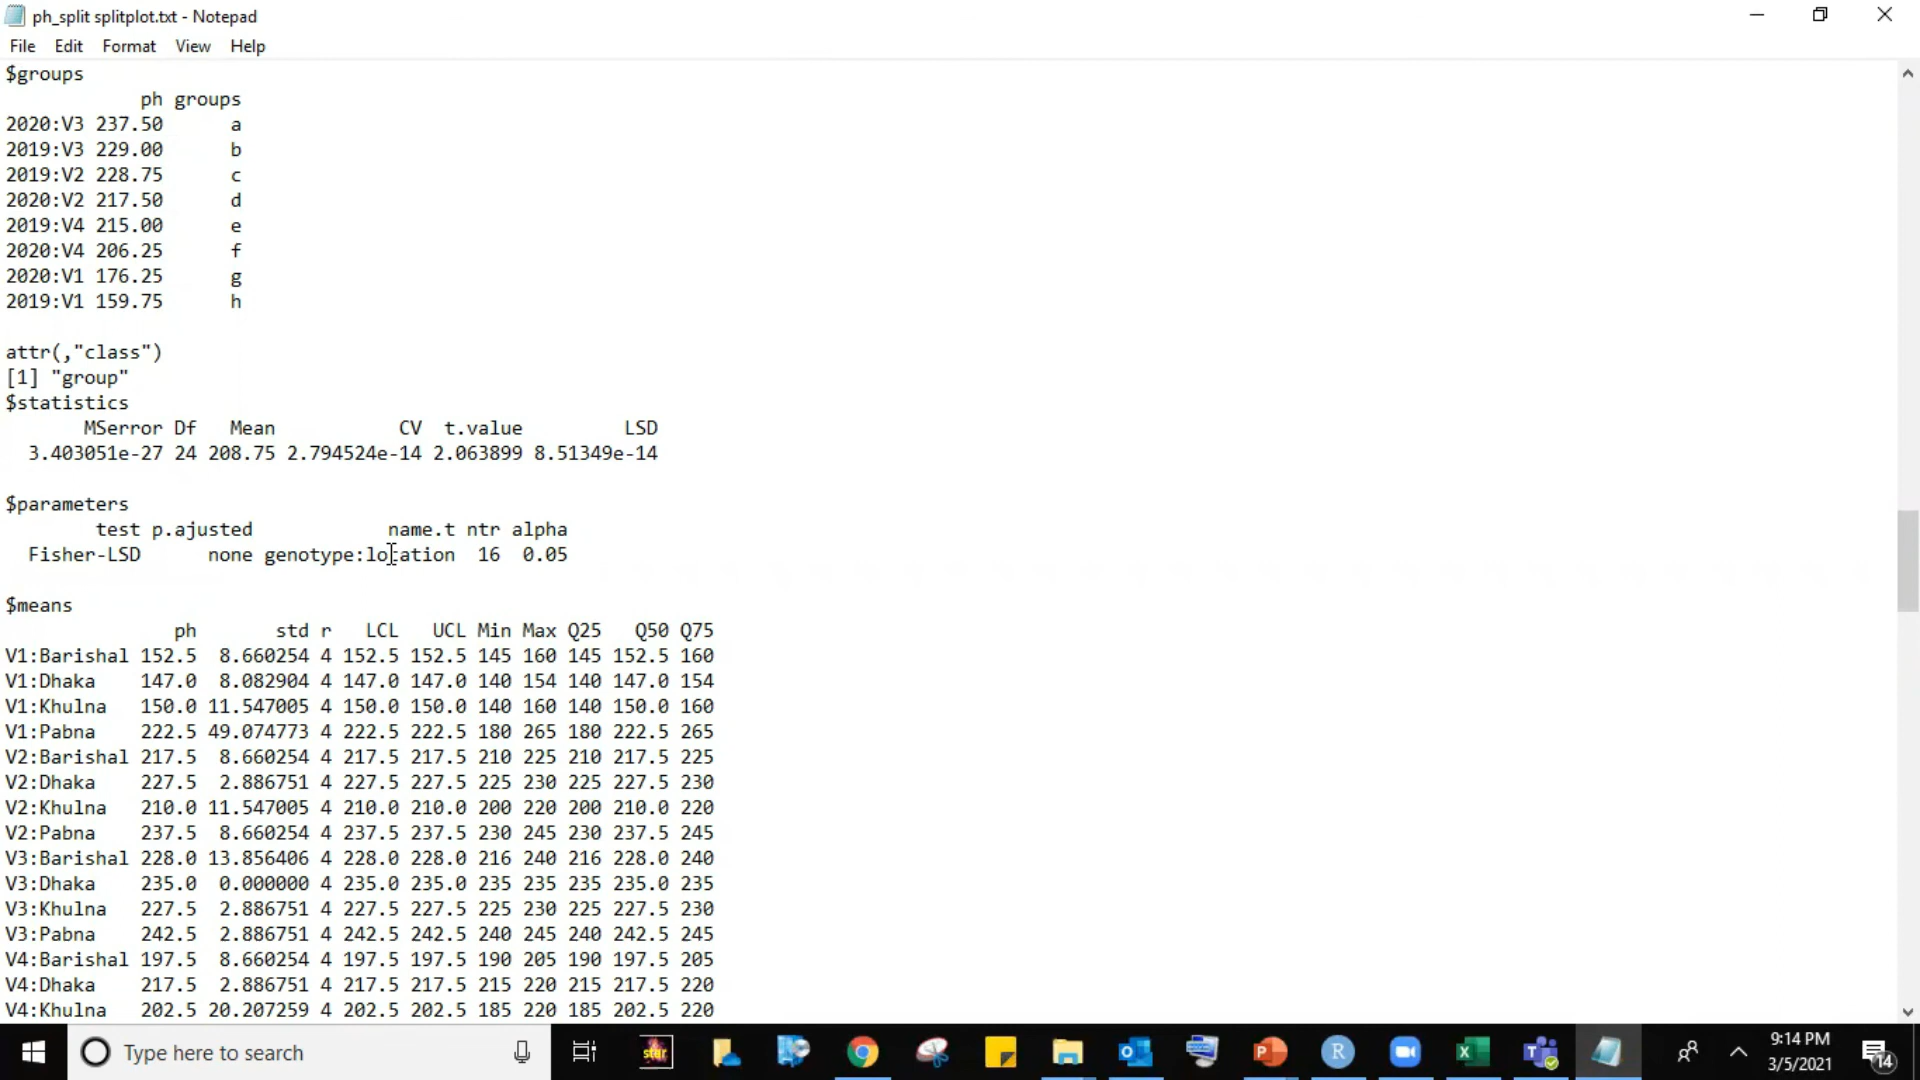 ph_split splitplot.txt - Notepad
File Edit Format View Help
$groups
ph groups
2020:V3 237.50 a
2019:V3 229.00 b
2019:V2 228.75 c
2020:V2 217.50 d
2019:V4 215.00 e
2020:V4 206.25 f
2020:V1 176.25 g
2019:V1 159.75 h
attr(,"class")
[1] "group"
$statistics
MSerror Df Mean CV t.value LSD
3.403051e-27 24 208.75 2.794524e-14 2.063899 8.51349e-14
$parameters
test p.ajusted name.t ntr alpha
Fisher-LSD none genotype:location 16 0.05
$means
ph std r LCL UCL Min Max Q25 Q50 Q75
V1:Barishal 152.5 8.660254 4 152.5 152.5 145 160 145 152.5 160
V1:Dhaka 147.0 8.082904 4 147.0 147.0 140 154 140 147.0 154
V1:Khulna 150.0 11.547005 4 150.0 150.0 140 160 140 150.0 160
V1:Pabna 222.5 49.074773 4 222.5 222.5 180 265 180 222.5 265
V2:Barishal 217.5 8.660254 4 217.5 217.5 210 225 210 217.5 225
V2:Dhaka 227.5 2.886751 4 227.5 227.5 225 230 225 227.5 230
V2:Khulna 210.0 11.547005 4 210.0 210.0 200 220 200 210.0 220
V2:Pabna 237.5 8.660254 4 237.5 237.5 230 245 230 237.5 245
V3:Barishal 228.0 13.856406 4 228.0 228.0 216 240 216 228.0 240
V3:Dhaka 235.0 0.000000 4 235.0 235.0 235 235 235 235.0 235
V3:Khulna 227.5 2.886751 4 227.5 227.5 225 230 225 227.5 230
V3:Pabna 242.5 2.886751 4 242.5 242.5 240 245 240 242.5 245
V4:Barishal 197.5 8.660254 4 197.5 197.5 190 205 190 197.5 205
V4:Dhaka 217.5 2.886751 4 217.5 217.5 215 220 215 217.5 220
V4:Khulna 202.5 20.207259 4 202.5 202.5 185 220 185 202.5 220
Type here to search
star
9:14 PM
3/5/2021
14